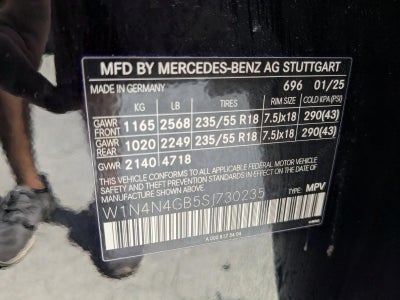 MFD BY MERCEDES-BENZ AG STUTTGART
MADE IN GERMANY 696 01/25
KG LB TIRES RIM SIZE COLD KPA (PSI)
GAWR FRONT 1165 2568 235/55 R18 7.5Jx18 290(43)
GAWR REAR 1020 2249 235/55 R18 7.5Jx18 290(43)
GVWR 2140 4718
THIS VEHICLE CONFORMS TO ALL APPLICABLE FEDERAL MOTOR VEHICLE
SAFETY BUMPER, AND THEFT PREVENTION STANDARDS IN EFFECT ON
THE DATE OF MANUFACTURE SHOWN ABOVE.
W1N4N4GB5SJ730235 TYPE: MPV